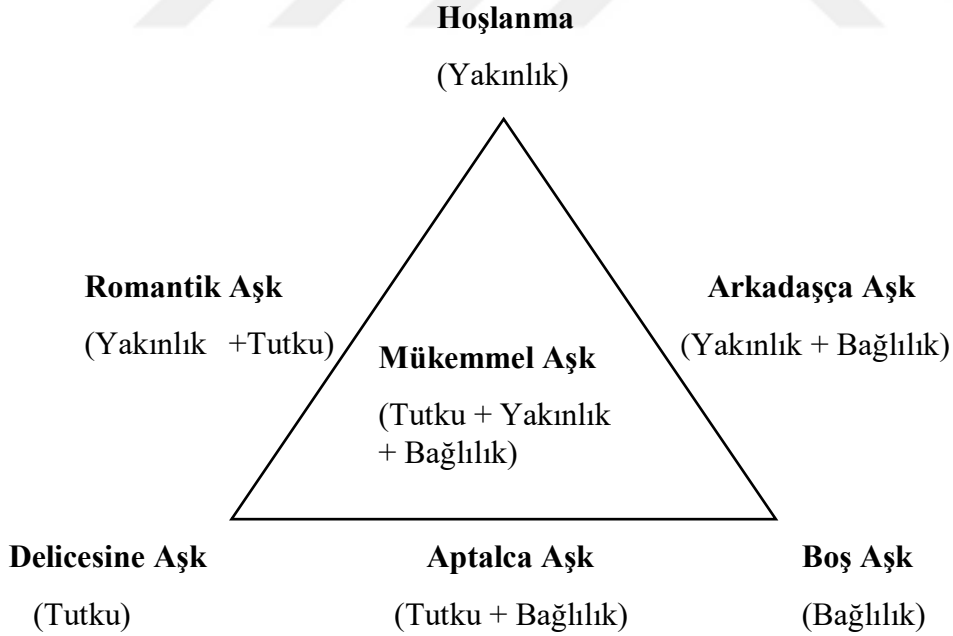 Hoşlanma
(Yakınlık)
Romantik Aşk
(Yakınlık +Tutku)
Arkadaşça Aşk
(Yakınlık + Bağlılık)
Mükemmel Aşk
(Tutku + Yakınlık
+ Bağlılık)
Delicesine Aşk
(Tutku)
Aptalca Aşk
(Tutku + Bağlılık)
Boş Aşk
(Bağlılık)